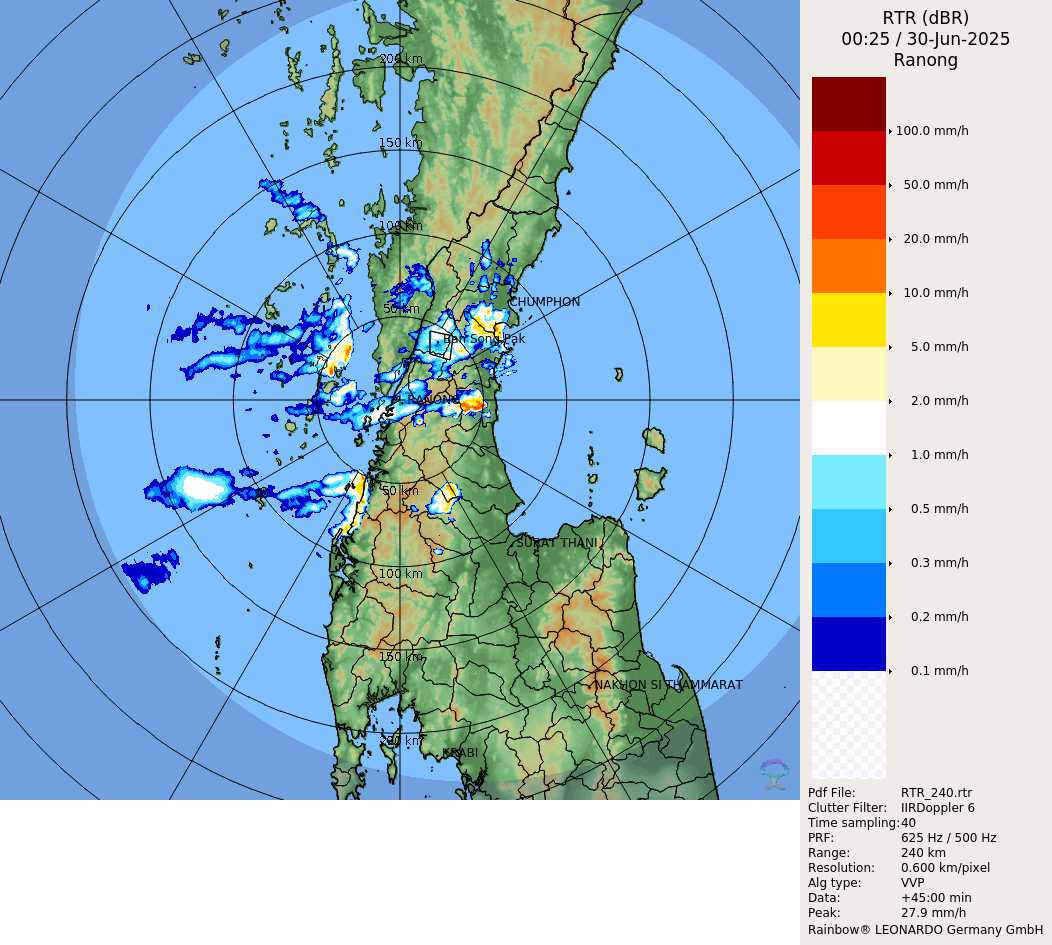 RTR (dBR)
00:25 / 30-Jun-2025
Ranong
200 km
150 km
100 km
50 km
CHUMPHON
Ban Song Pak
RANONG
50 km
SURAT THANI
100 km
150 km
NAKHON SI THAMMARAT
200 km
KRABI
100.0 mm/h
50.0 mm/h
20.0 mm/h
10.0 mm/h
5.0 mm/h
2.0 mm/h
1.0 mm/h
0.5 mm/h
0.3 mm/h
0.2 mm/h
0.1 mm/h
Pdf File: RTR_240.rtr
Clutter Filter: IIRDoppler 6
Time sampling:40
PRF: 625 Hz / 500 Hz
Range: 240 km
Resolution: 0.600 km/pixel
Alg type: VVP
Data: +45:00 min
Peak: 27.9 mm/h
Rainbow® LEONARDO Germany GmbH